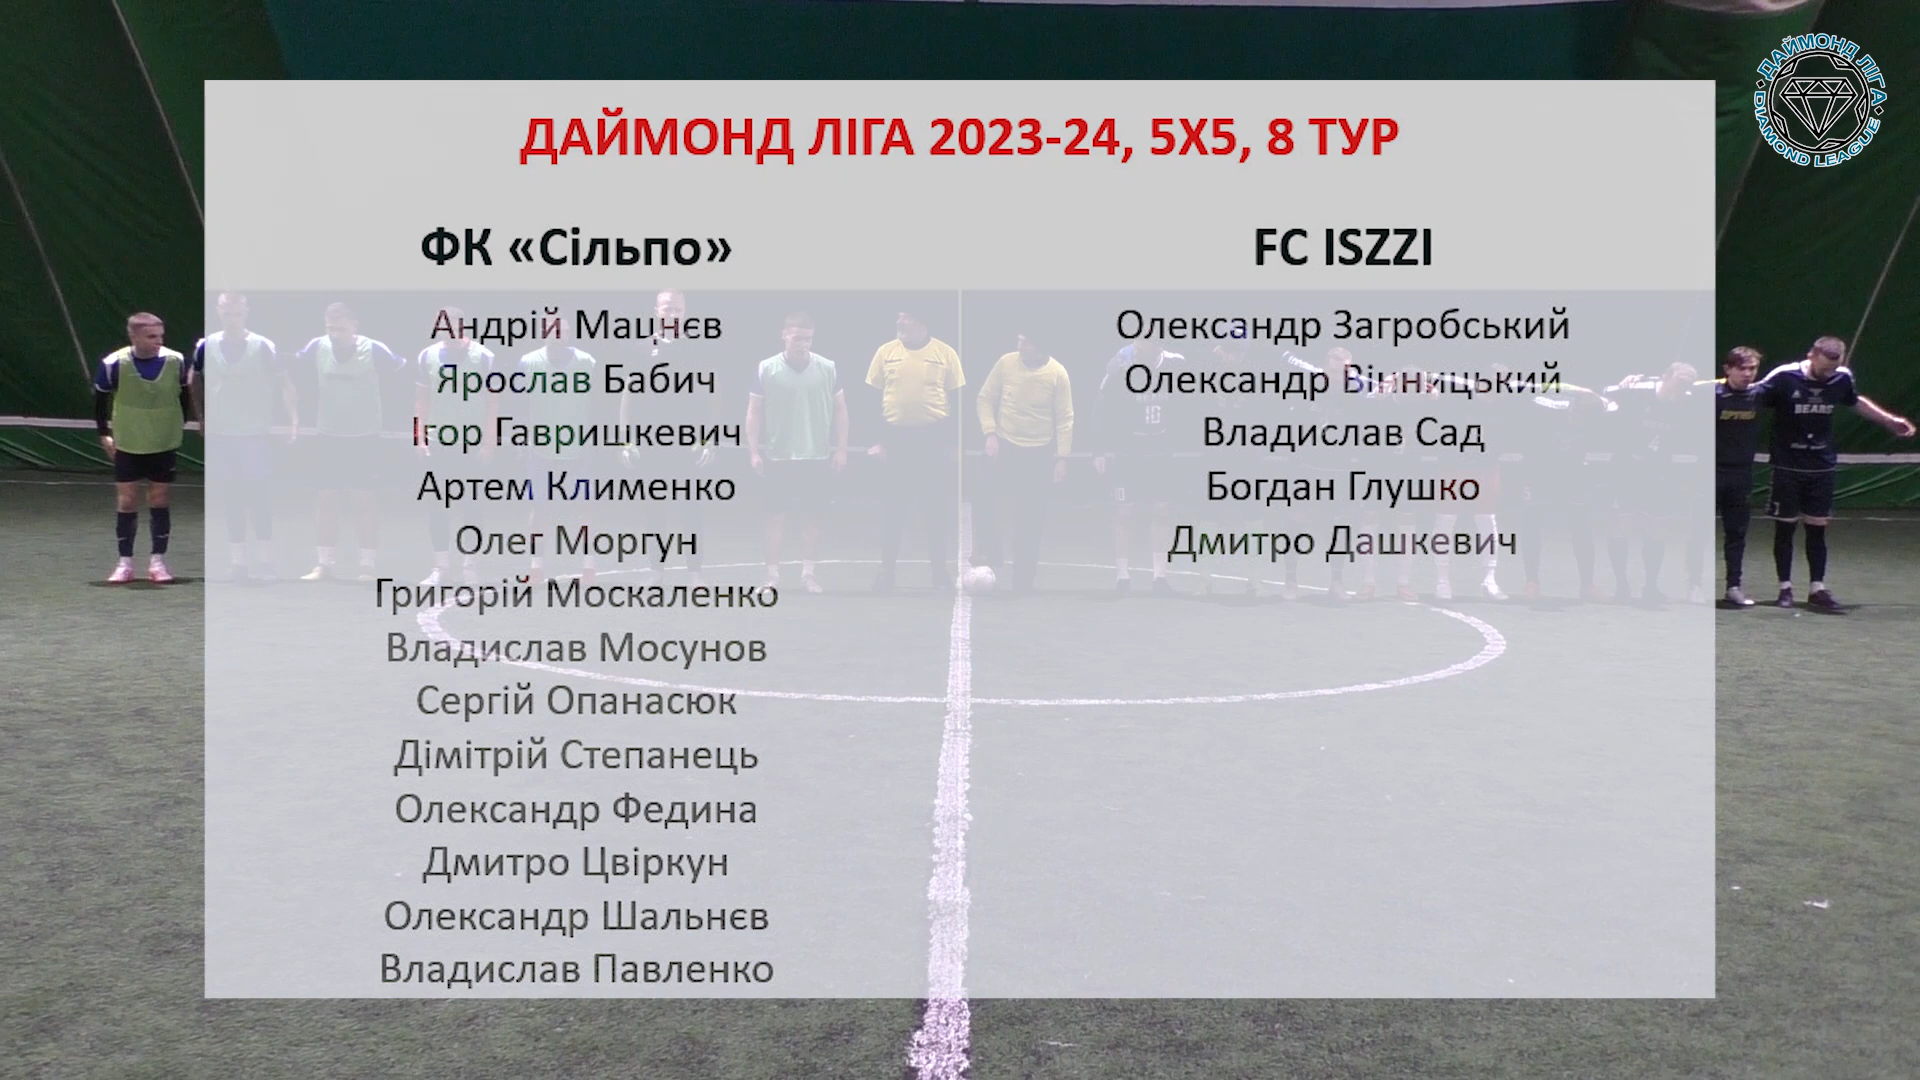 ДАЙМОНД ЛІГА
DIAMOND LEAGUE
ДАЙМОНД ЛІГА 2023-24, 5Х5, 8 ТУР
ФК «Сільпо»
FC ISZZI
Андрій Мацнєв
Олександр Загробський
Ярослав Бабич
Олександр Вінницький
Ігор Гавришкевич
Владислав Сад
Артем Клименко
Богдан Глушко
Олег Моргун
Дмитро Дашкевич
Григорій Москаленко
Владислав Мосунов
Сергій Опанасюк
Дімітрій Степанець
Олександр Федина
Дмитро Цвіркун
Олександр Шальнєв
Владислав Павленко
10
BEARS